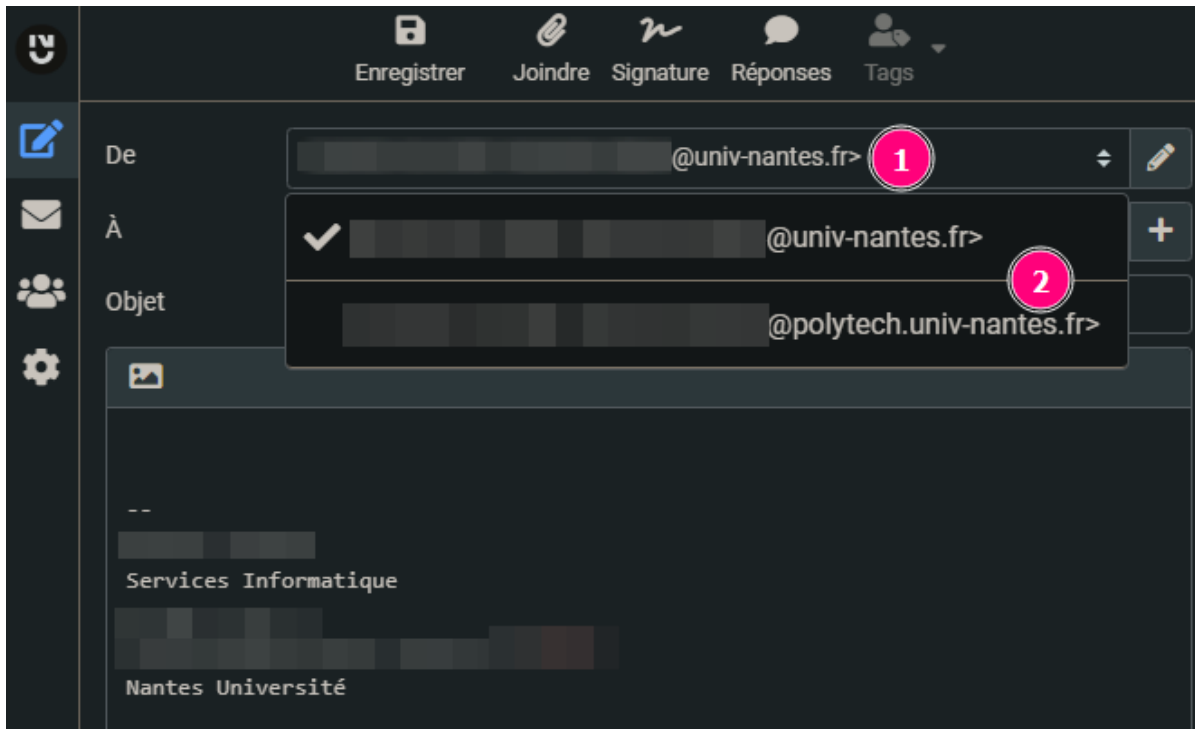 Enregistrer Joindre Signature Réponses Tags
De @univ-nantes.fr> 1
À @univ-nantes.fr>
2
Objet @polytech.univ-nantes.fr>
--
Services Informatique
Nantes Université